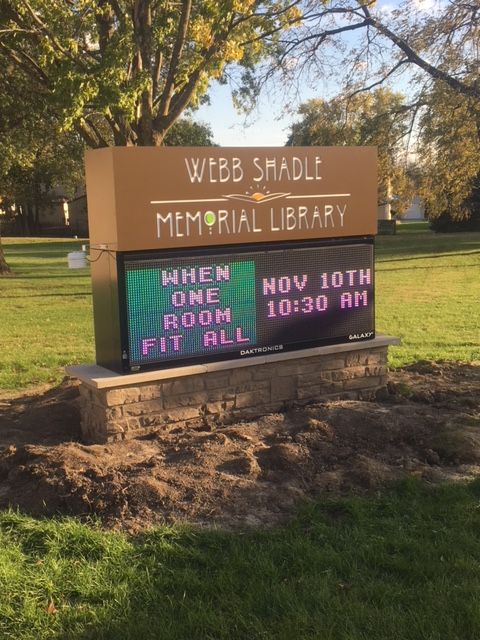 WEBB SHADLE
MEMORIAL LIBRARY
WHEN
ONE
ROOM
FIT ALL
NOV 10TH
10:30 AM
DAKTRONICS
GALAXY